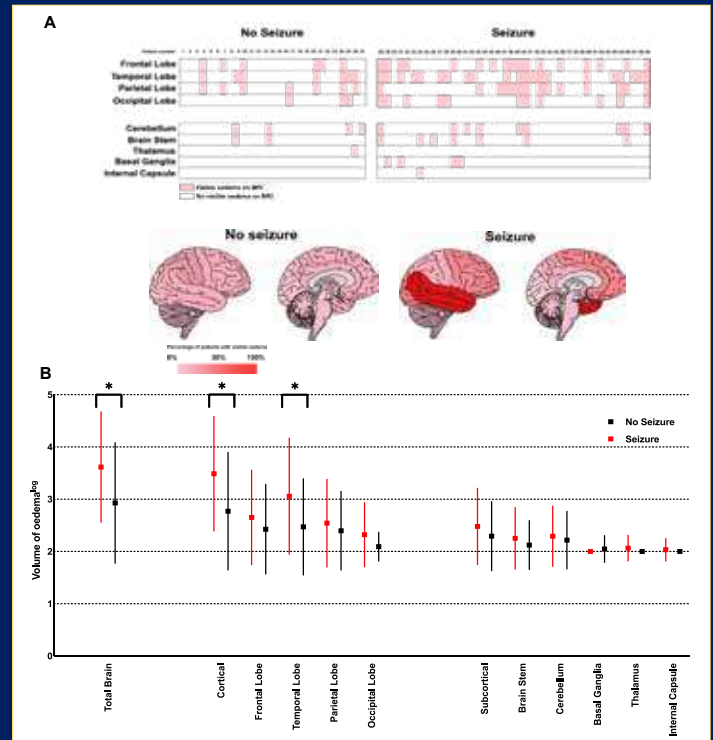 A
No Seizure
Seizure
Frontal Lobe
Temporal Lobe
Parietal Lobe
Occipital Lobe
Cerebellum
Brain Stem
Thalamus
Basal Ganglia
Internal Capsule
Visible oedema on MRI
No visible oedema on MRI
No seizure
Seizure
Percentage of patients with visible oedema
0% 50% 100%
B
* * *
5
4
3
2
1
0
Volume of oedema log
No Seizure
Seizure
Total Brain
Cortical
Frontal Lobe
Temporal Lobe
Parietal Lobe
Occipital Lobe
Subcortical
Brain Stem
Cerebellum
Basal Ganglia
Thalamus
Internal Capsule